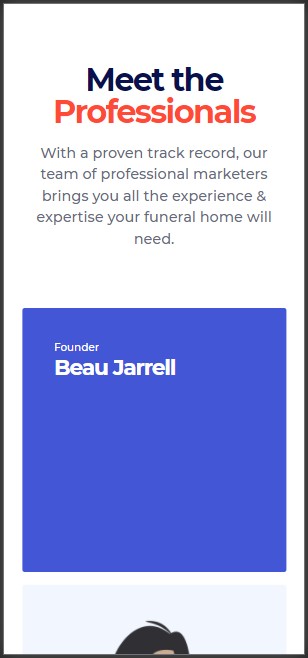 Meet the
Professionals
With a proven track record, our
team of professional marketers
brings you all the experience &
expertise your funeral home will
need.
Founder
Beau Jarrell